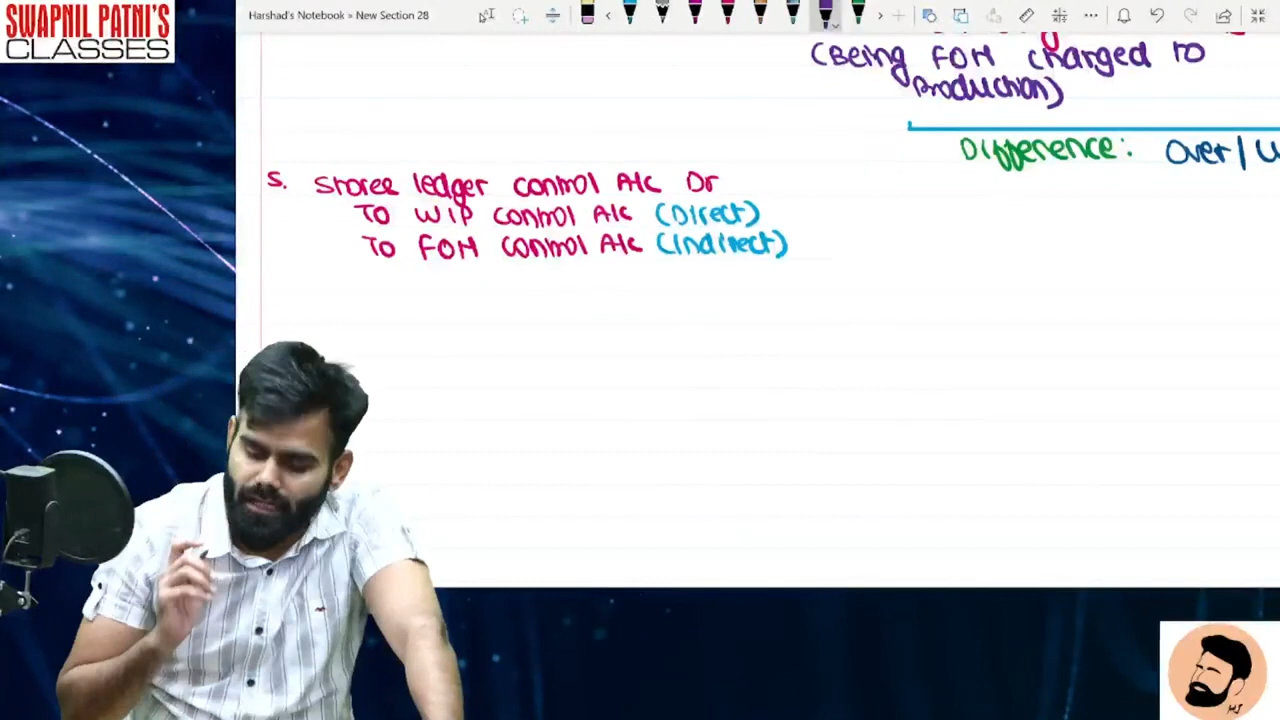 SWAPNIL PATNI'S
CLASSES
Harshad's Notebook » New Section 28
(Being FOH charged to
Production)
Difference: Over/U
5. Stores ledger control A/c Dr
To WIP control A/c (Direct)
To FOH control A/c (Indirect)
HS